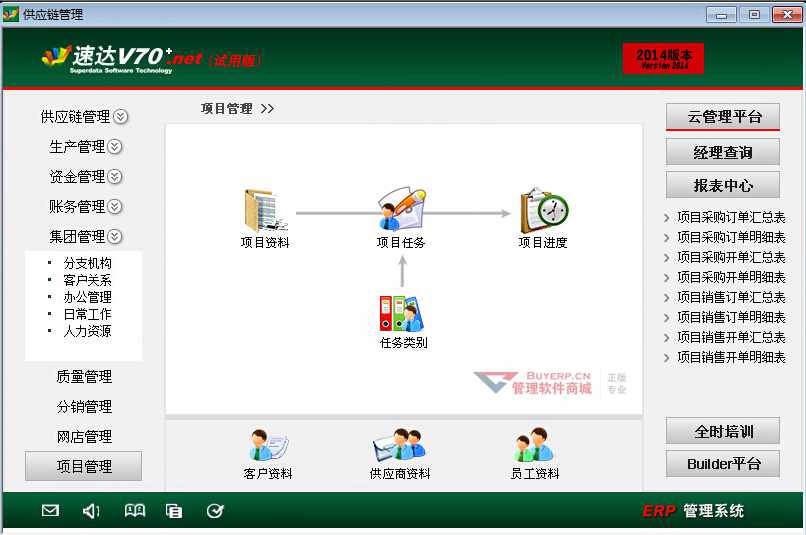 供应链管理
速达V70+.net (试用版)
Superdata Software Technology
2014版本
Version 2014
供应链管理
生产管理
资金管理
账务管理
集团管理
分支机构
客户关系
办公管理
日常工作
人力资源
质量管理
分销管理
网店管理
项目管理
项目管理 >>
项目资料
项目任务
项目进度
任务类别
BUYERP.CN
管理软件商城
正版
专业
客户资料
供应商资料
员工资料
云管理平台
经理查询
报表中心
项目采购订单汇总表
项目采购订单明细表
项目采购开单汇总表
项目采购开单明细表
项目销售订单汇总表
项目销售订单明细表
项目销售开单汇总表
项目销售开单明细表
全时培训
Builder平台
ERP 管理系统